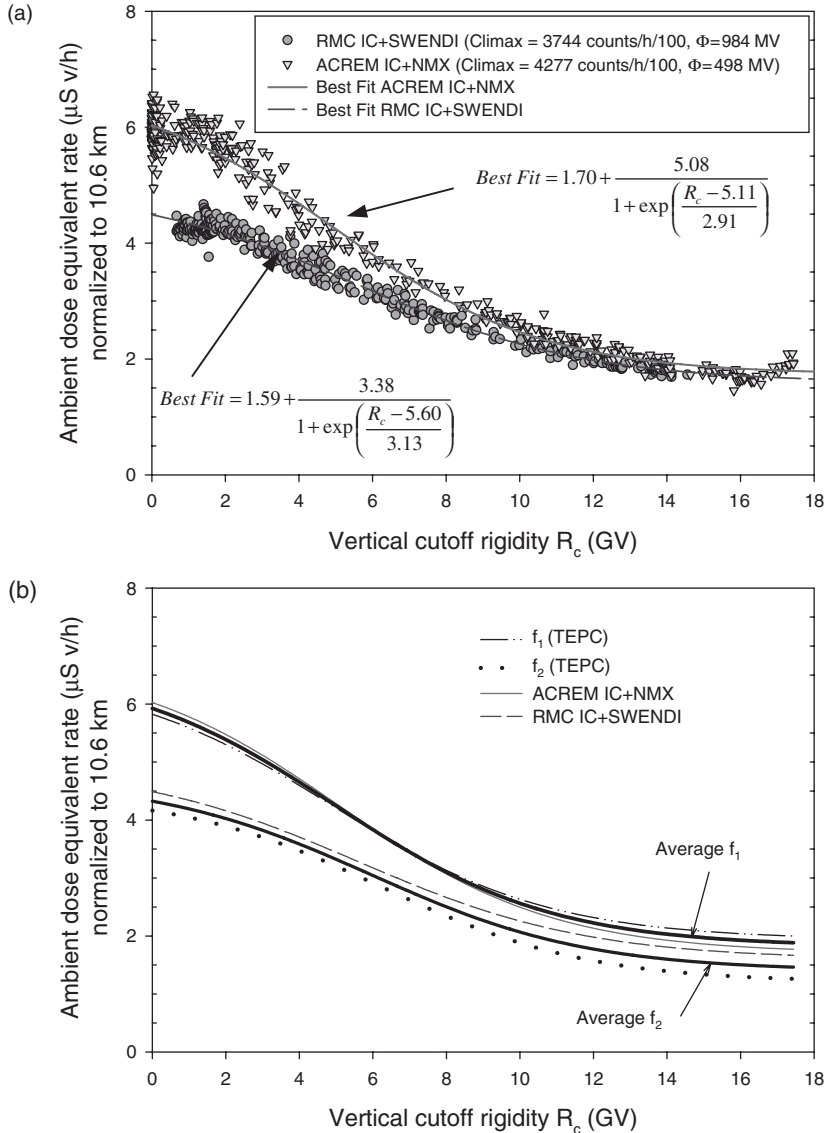 (a)
Ambient dose equivalent rate (µS v/h)
normalized to 10.6 km
8
6
4
2
0
RMC IC+SWENDI (Climax = 3744 counts/h/100, Φ=984 MV
ACREM IC+NMX (Climax = 4277 counts/h/100, Φ=498 MV)
Best Fit ACREM IC+NMX
Best Fit RMC IC+SWENDI
Best Fit = 1.70 + 5.08 / (1 + exp((R_c − 5.11) / 2.91))
Best Fit = 1.59 + 3.38 / (1 + exp((R_c − 5.60) / 3.13))
0 2 4 6 8 10 12 14 16 18
Vertical cutoff rigidity R_c (GV)
(b)
Ambient dose equivalent rate (µS v/h)
normalized to 10.6 km
8
6
4
2
0
f₁ (TEPC)
f₂ (TEPC)
ACREM IC+NMX
RMC IC+SWENDI
Average f₁
Average f₂
0 2 4 6 8 10 12 14 16 18
Vertical cutoff rigidity R_c (GV)